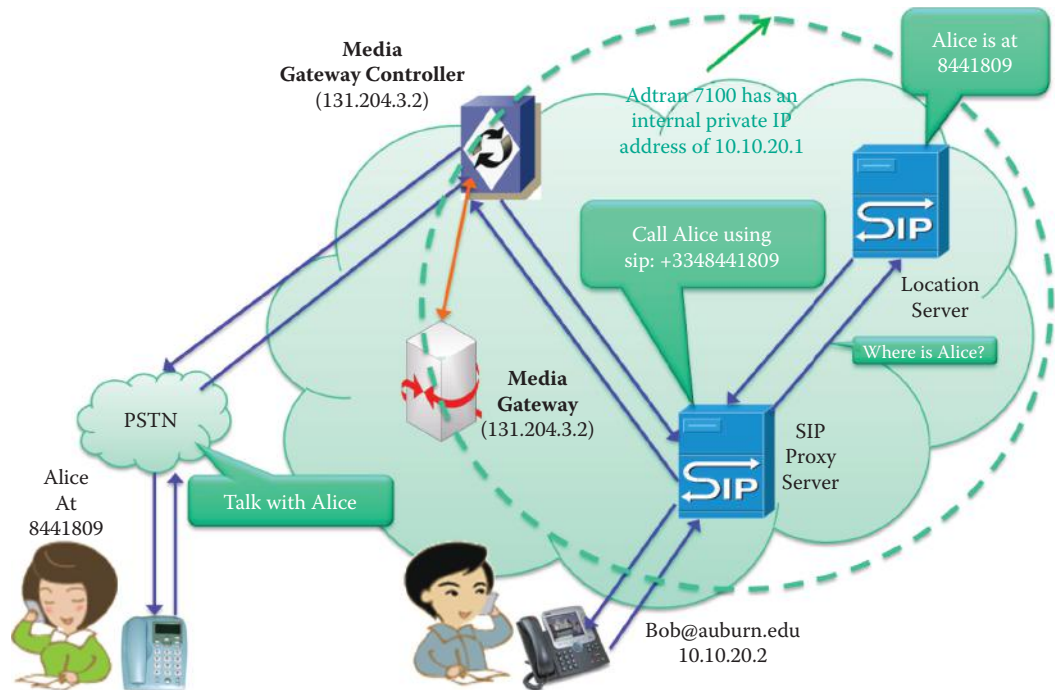 Media
Gateway Controller
(131.204.3.2)
Adtran 7100 has an
internal private IP
address of 10.10.20.1
Alice is at
8441809
SIP
Location
Server
Call Alice using
sip: +3348441809
Where is Alice?
Media
Gateway
(131.204.3.2)
SIP
SIP
Proxy
Server
PSTN
Talk with Alice
Alice
At
8441809
Bob@auburn.edu
10.10.20.2